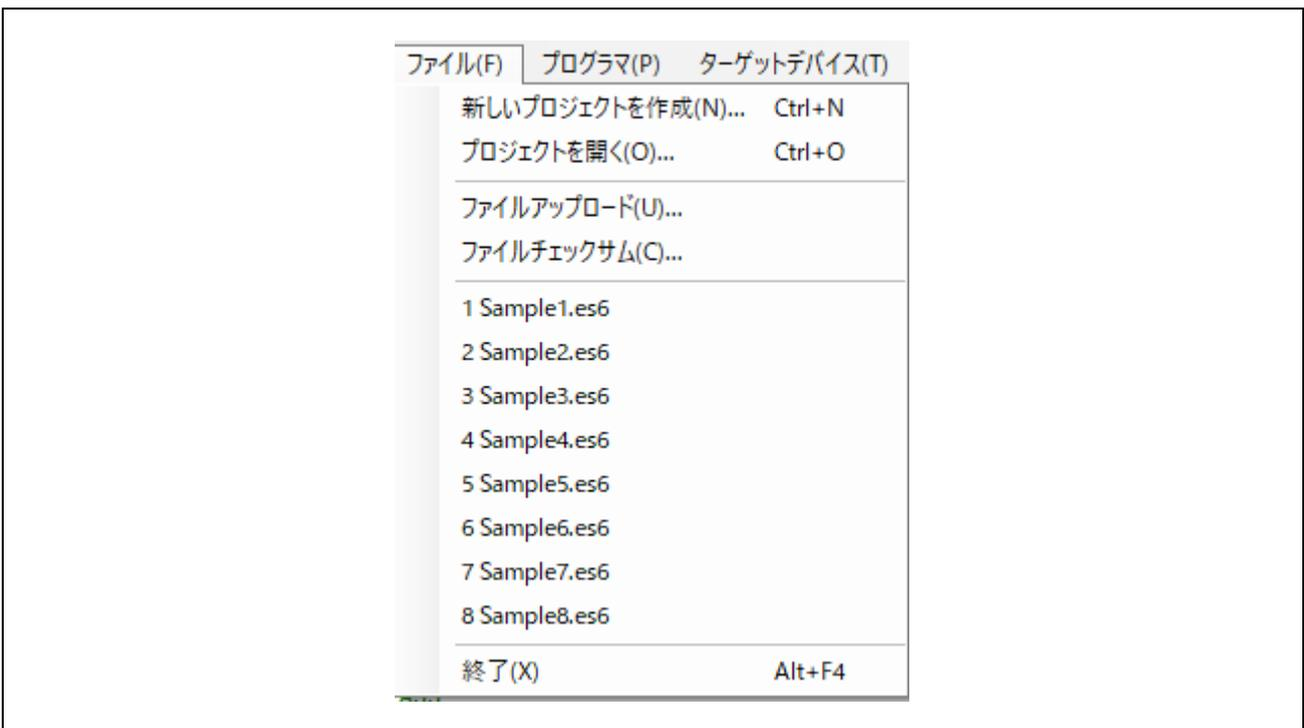 ファイル(F) プログラマ(P) ターゲットデバイス(T)
新しいプロジェクトを作成(N)... Ctrl+N
プロジェクトを開く(O)... Ctrl+O
ファイルアップロード(U)...
ファイルチェックサム(C)...
1 Sample1.es6
2 Sample2.es6
3 Sample3.es6
4 Sample4.es6
5 Sample5.es6
6 Sample6.es6
7 Sample7.es6
8 Sample8.es6
終了(X) Alt+F4